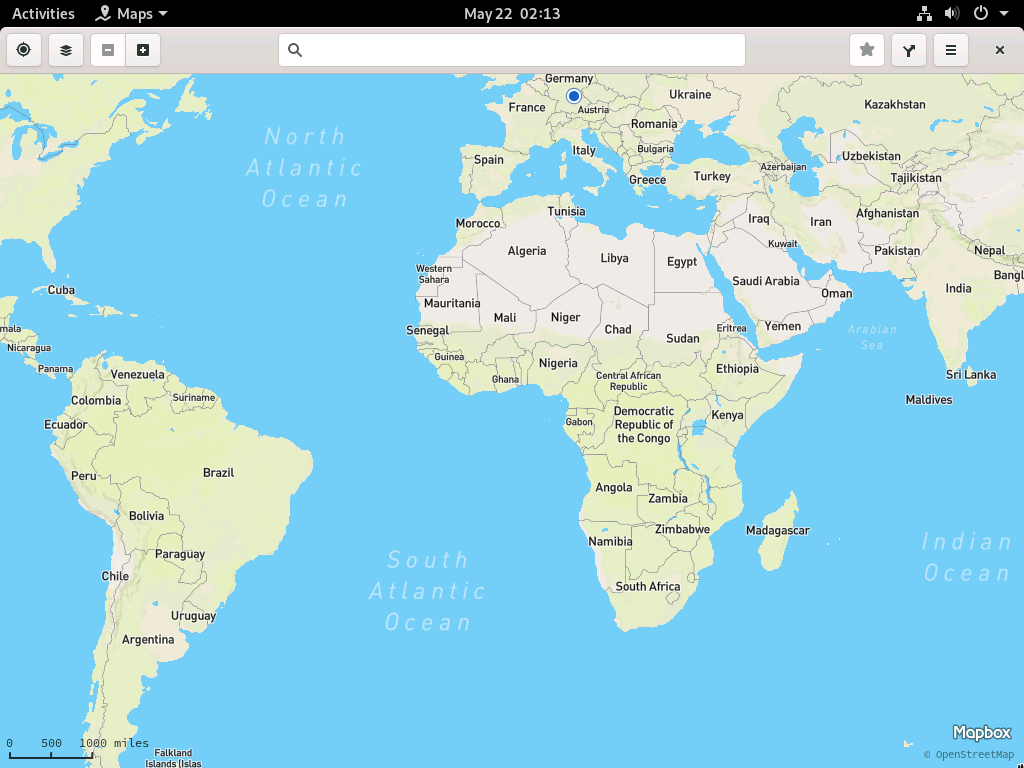 Activities
Maps
May 22 02:13
Germany
Ukraine
France
Austria
Kazakhstan
North
Atlantic
Ocean
Romania
Italy
Bulgaria
Spain
Uzbekistan
Azerbaijan
Turkey
Tajikistan
Greece
Tunisia
Morocco
Iraq
Iran
Afghanistan
Algeria
Libya
Egypt
Kuwait
Pakistan
Nepal
Western
Sahara
Saudi Arabia
Bangl
Cuba
Oman
India
Mauritania
Mali
Niger
Chad
Sudan
Eritrea
Yemen
Arabian
Sea
mala
Senegal
Nicaragua
Guinea
Nigeria
Ethiopia
Panama
Venezuela
Ghana
Central African
Republic
Sri Lanka
Colombia
Suriname
Maldives
Ecuador
Gabon
Democratic
Republic of
the Congo
Kenya
Peru
Brazil
Angola
Zambia
Bolivia
Zimbabwe
Madagascar
Namibia
Indian
Ocean
Paraguay
South
Atlantic
Ocean
Chile
South Africa
Uruguay
Argentina
0 500 1000 miles
Falkland
Islands (Islas
Mapbox
© OpenStreetMap